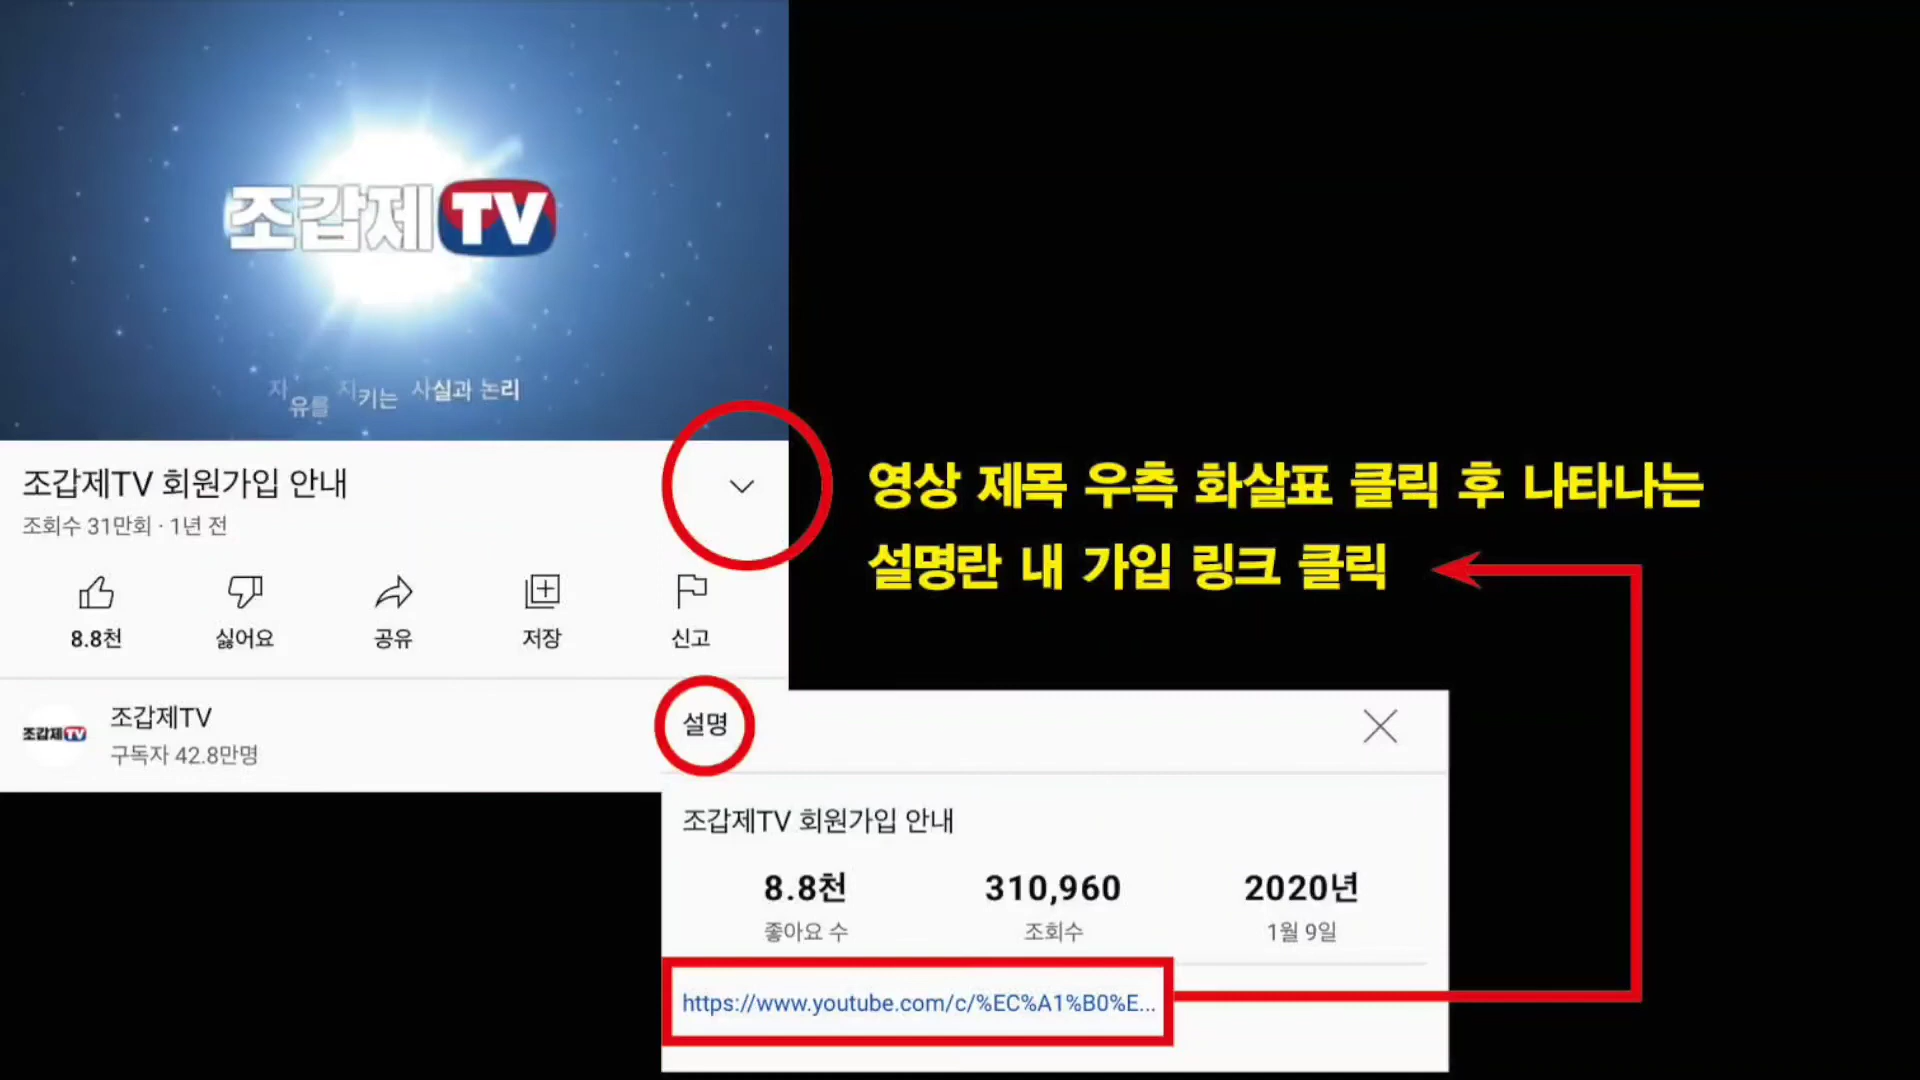 조갑제TV
자유를 지키는 사실과 논리
조갑제TV 회원가입 안내
조회수 31만회 · 1년 전
8.8천
싫어요
공유
저장
신고
조갑제TV
조갑제TV
구독자 42.8만명
영상 제목 우측 화살표 클릭 후 나타나는
설명란 내 가입 링크 클릭
설명
조갑제TV 회원가입 안내
8.8천
310,960
2020년
좋아요 수
조회수
1월 9일
https://www.youtube.com/c/%EC%A1%B0%E...